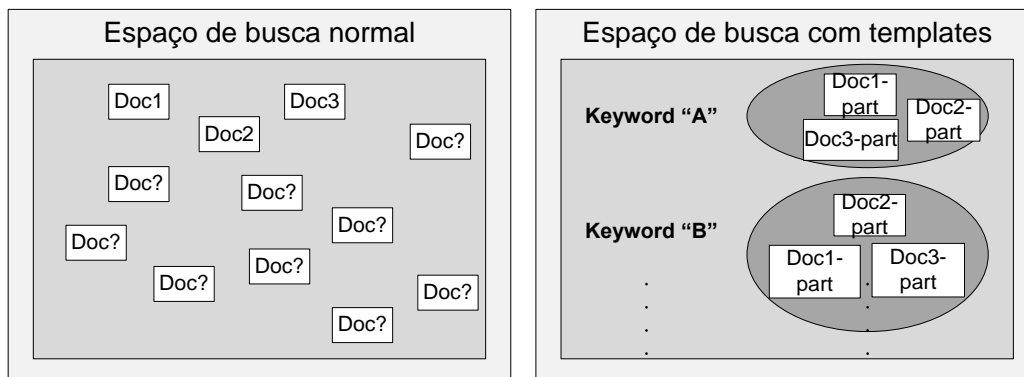 Espaço de busca normal
Doc1
Doc3
Doc2
Doc?
Doc?
Doc?
Doc?
Doc?
Doc?
Doc?
Doc?
Doc?
Espaço de busca com templates
Keyword “A”
Doc1-
part
Doc2-
part
Doc3-part
Keyword “B”
Doc2-
part
Doc1-
part
Doc3-
part